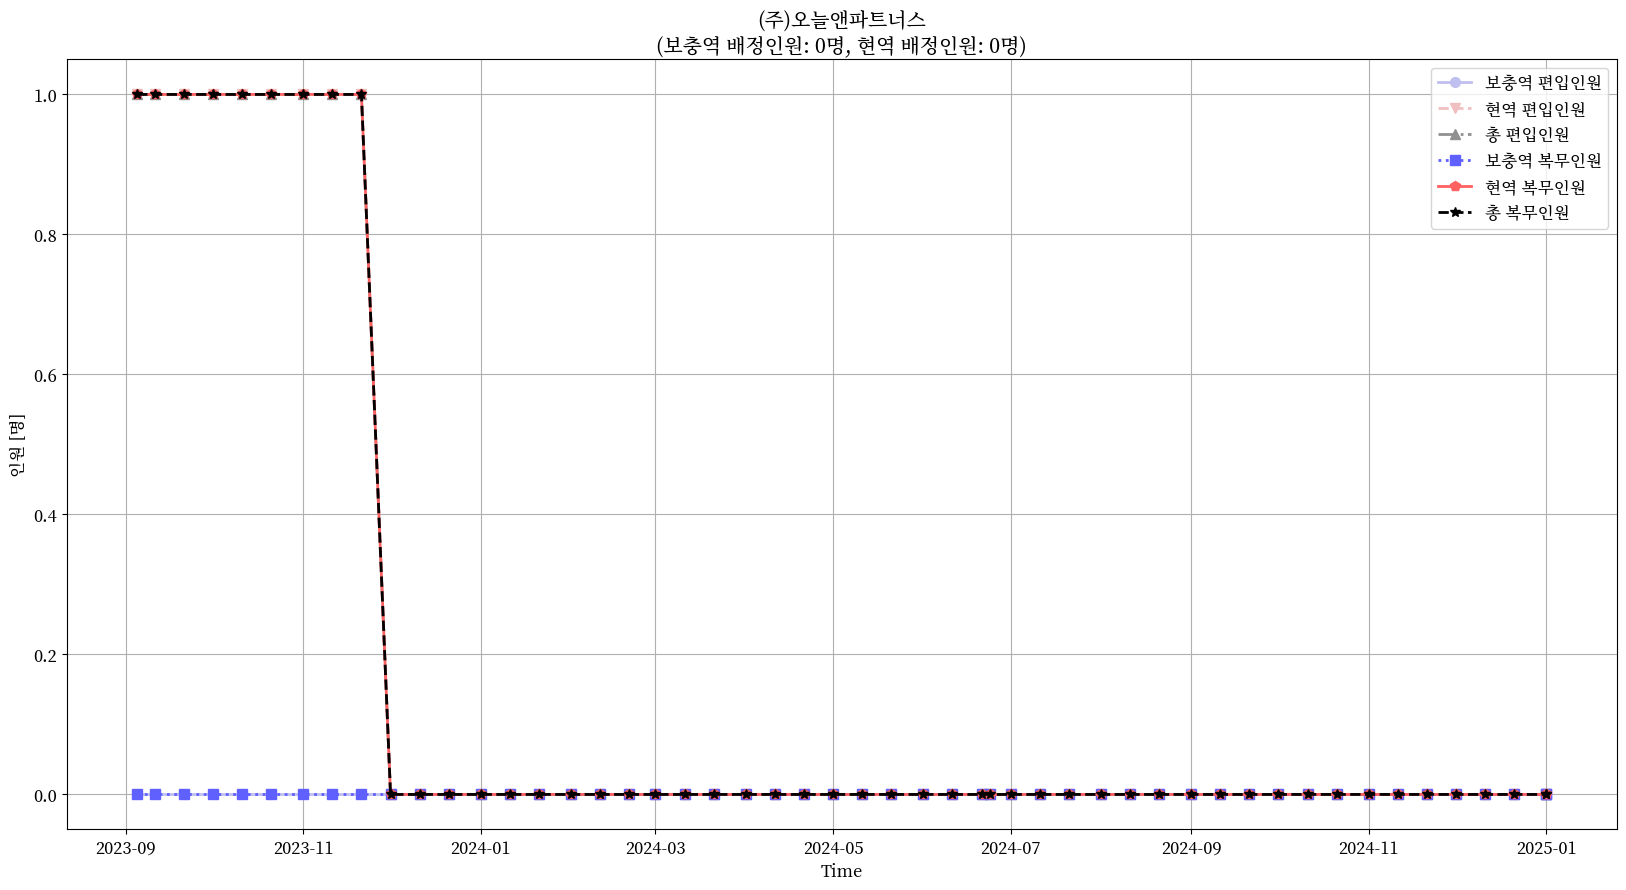 (주)오늘앤파트너스
(보충역 배정인원: 0명, 현역 배정인원: 0명)
보충역 편입인원
현역 편입인원
총 편입인원
보충역 복무인원
현역 복무인원
총 복무인원
인원 [명]
1.0
0.8
0.6
0.4
0.2
0.0
2023-09 2023-11 2024-01 2024-03 2024-05 2024-07 2024-09 2024-11 2025-01
Time